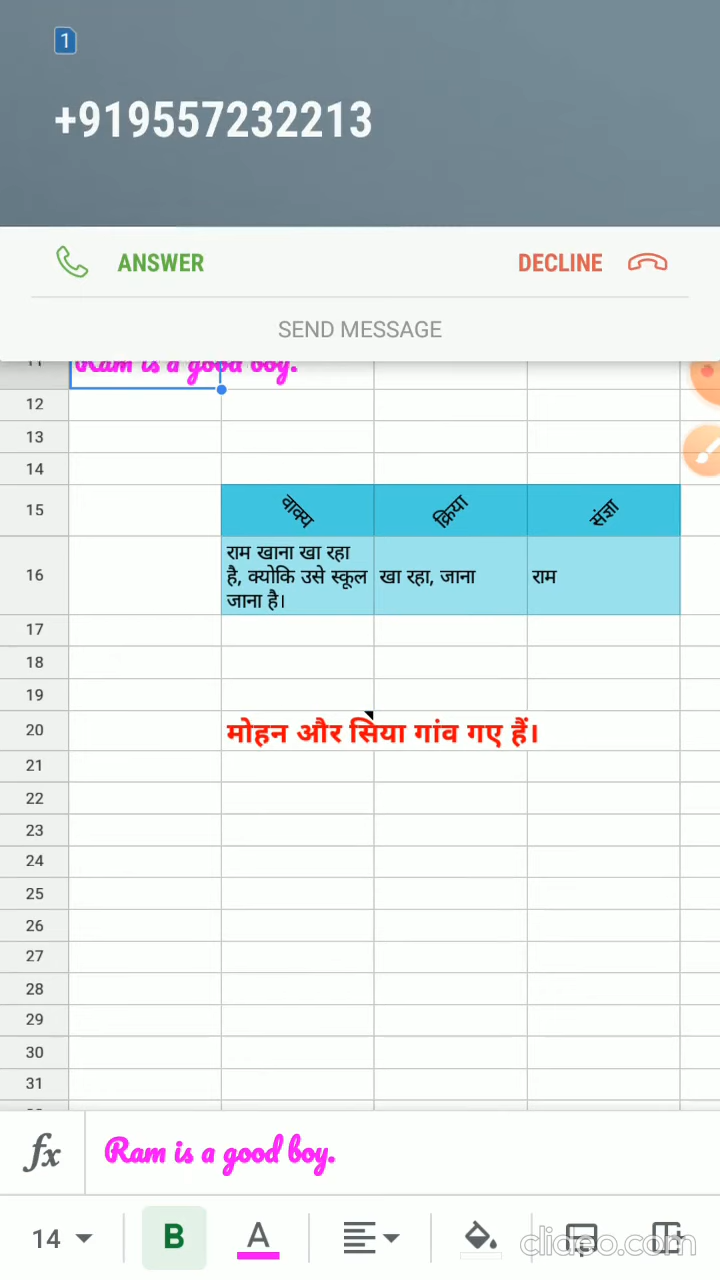 1
+919557232213
ANSWER
DECLINE
SEND MESSAGE
11 Ram is a good boy.
12
13
14
15 वाक्य क्रिया संज्ञा
16 राम खाना खा रहा
है, क्योकि उसे स्कूल खा रहा, जाना राम
जाना है।
17
18
19
20 मोहन और सिया गांव गए हैं।
21
22
23
24
25
26
27
28
29
30
31
fx Ram is a good boy.
14 B A
clideo.com